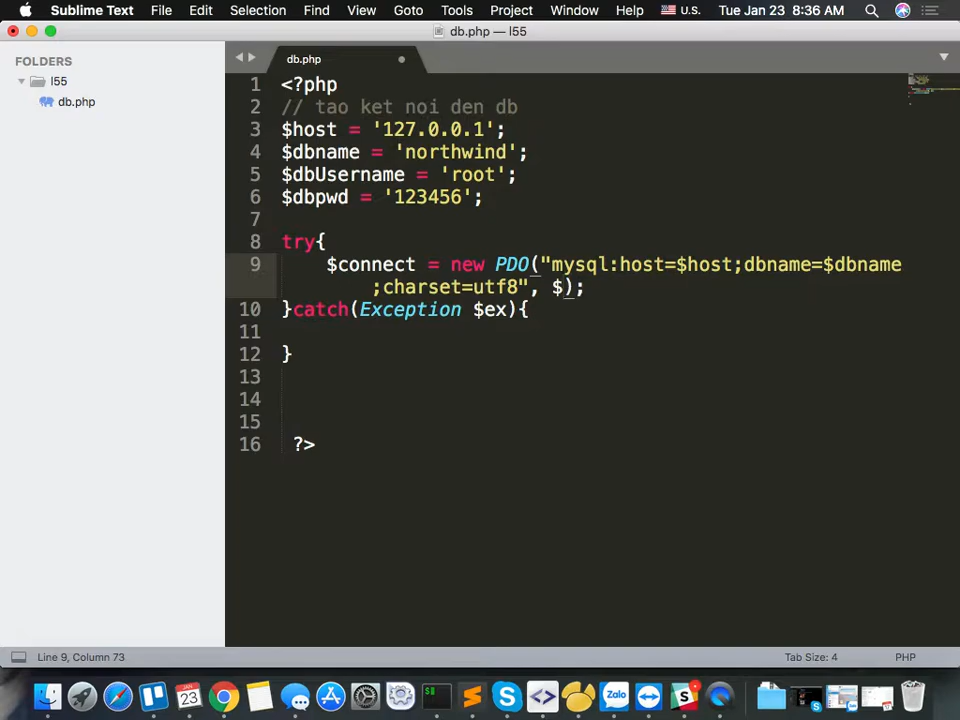 Sublime Text File Edit Selection Find View Goto Tools Project Window Help U.S. Tue Jan 23 8:36 AM
db.php — l55
FOLDERS
l55
db.php
db.php
1 <?php
2 // tao ket noi den db
3 $host = '127.0.0.1';
4 $dbname = 'northwind';
5 $dbUsername = 'root';
6 $dbpwd = '123456';
7
8 try{
9 $connect = new PDO("mysql:host=$host;dbname=$dbname
;charset=utf8", $);
10 }catch(Exception $ex){
11
12 }
13
14
15
16 ?>
Line 9, Column 73 Tab Size: 4 PHP
JAN
23
Zalo